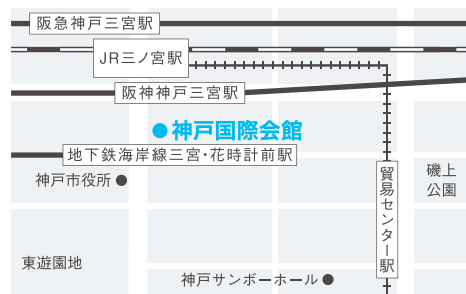 阪急神戸三宮駅
JR三ノ宮駅
阪神神戸三宮駅
神戸国際会館
地下鉄海岸線三宮・花時計前駅
神戸市役所
貿易センター駅
磯上
公園
東遊園地
神戸サンボーホール